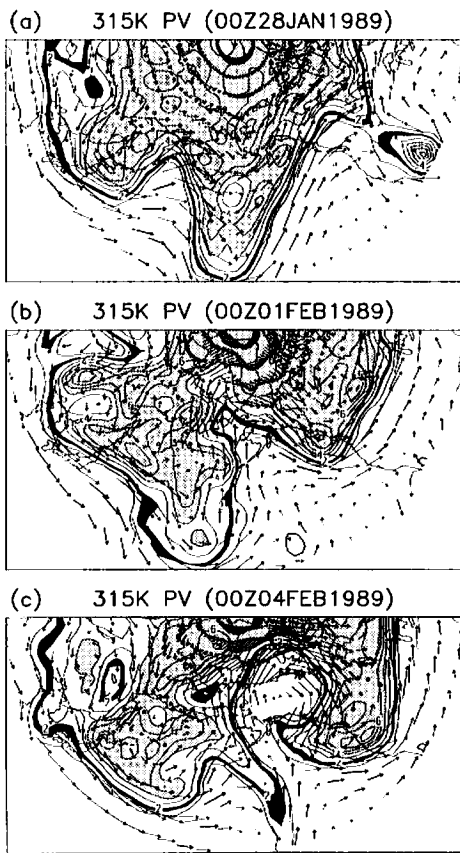 (a) 315K PV (00Z28JAN1989)
(b) 315K PV (00Z01FEB1989)
(c) 315K PV (00Z04FEB1989)